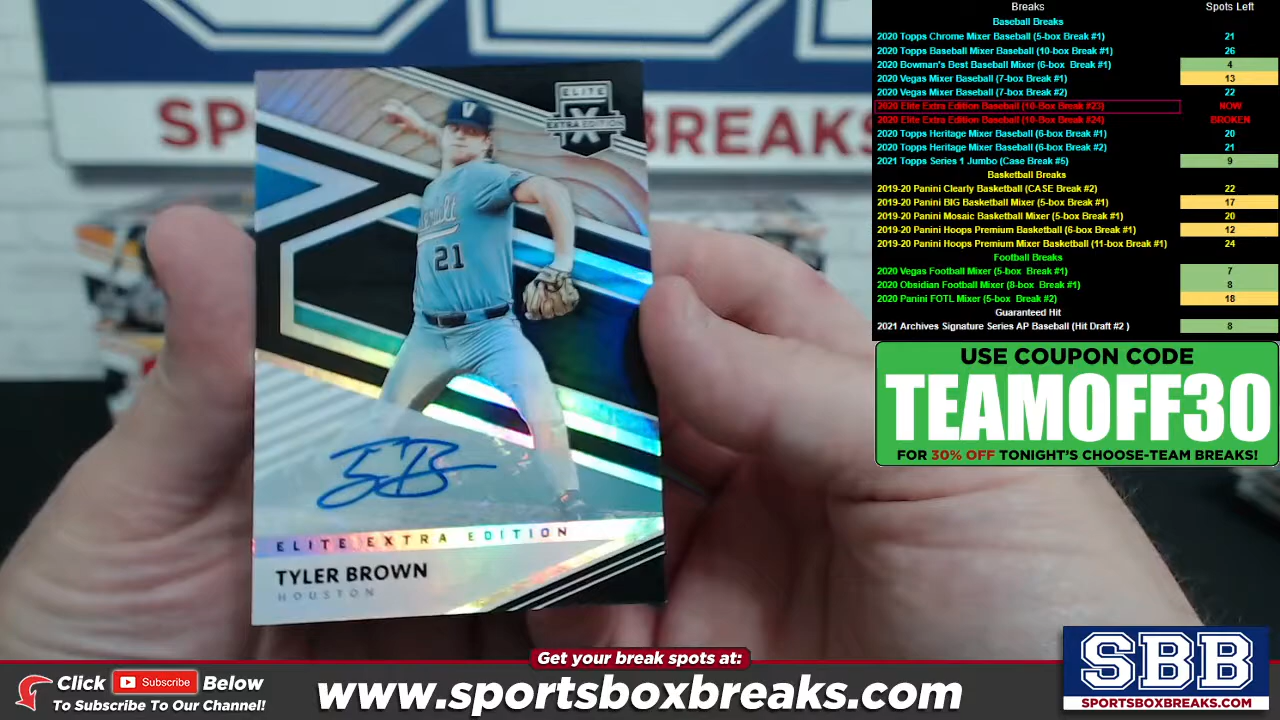 SPO BREAKS
ELITE
X
EXTRA EDITION
V
21
ELITE EXTRA EDITION
TYLER BROWN
HOUSTON
Breaks Spots Left
Baseball Breaks
2020 Topps Chrome Mixer Baseball (5-box Break #1) 21
2020 Topps Baseball Mixer Baseball (10-box Break #1) 26
2020 Bowman's Best Baseball Mixer (6-box Break #1) 4
2020 Vegas Mixer Baseball (7-box Break #1) 13
2020 Vegas Mixer Baseball (7-box Break #2) 22
2020 Elite Extra Edition Baseball (10-Box Break #23) NOW
2020 Elite Extra Edition Baseball (10-Box Break #24) BROKEN
2020 Topps Heritage Mixer Baseball (6-box Break #1) 20
2020 Topps Heritage Mixer Baseball (6-box Break #2) 21
2021 Topps Series 1 Jumbo (Case Break #5) 9
Basketball Breaks
2019-20 Panini Clearly Basketball (CASE Break #2) 22
2019-20 Panini BIG Basketball Mixer (5-box Break #1) 17
2019-20 Panini Mosaic Basketball Mixer (5-box Break #1) 20
2019-20 Panini Hoops Premium Basketball (6-box Break #1) 12
2019-20 Panini Hoops Premium Mixer Basketball (11-box Break #1) 24
Football Breaks
2020 Vegas Football Mixer (5-box Break #1) 7
2020 Obsidian Football Mixer (8-box Break #1) 8
2020 Panini FOTL Mixer (5-box Break #2) 18
Guaranteed Hit
2021 Archives Signature Series AP Baseball (Hit Draft #2 ) 8
USE COUPON CODE
TEAMOFF30
FOR 30% OFF TONIGHT'S CHOOSE-TEAM BREAKS!
Get your break spots at:
Click Subscribe Below
To Subscribe To Our Channel!
www.sportsboxbreaks.com
SBB
SPORTSBOXBREAKS.COM